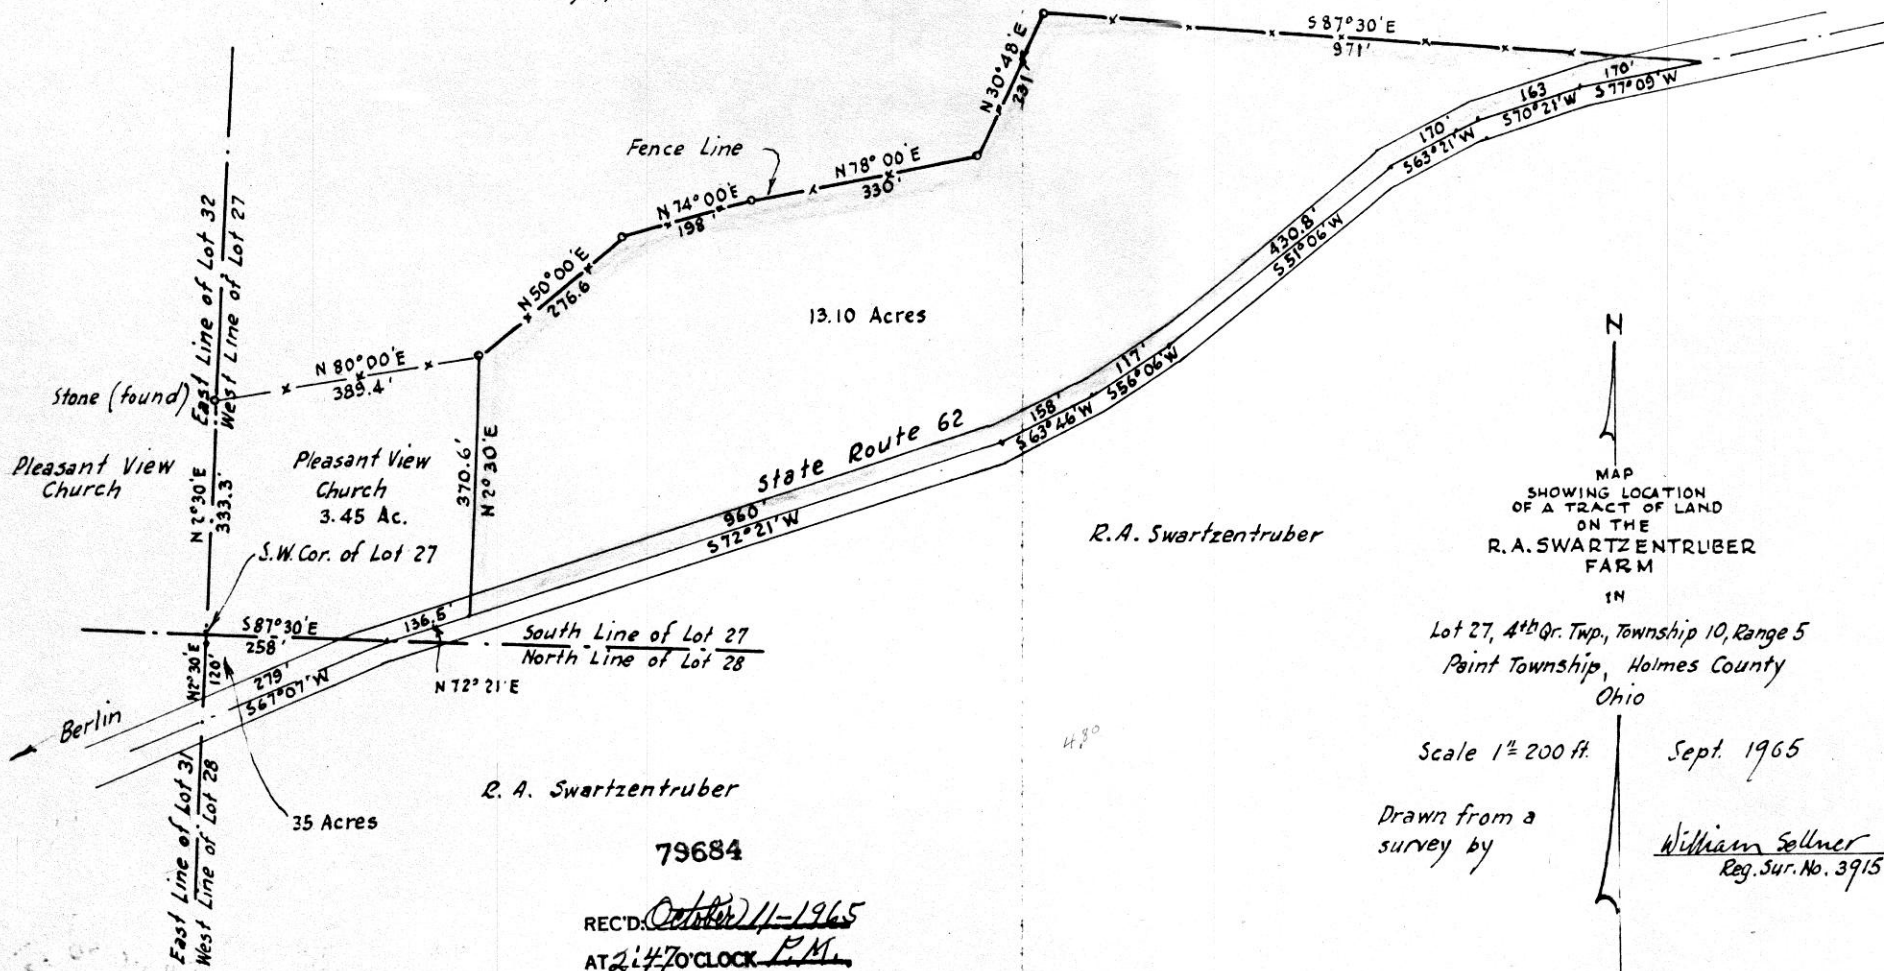 S 87°30'E
971'
N 30°48'E
231'
170'
S 77°09'W
163
S 70°21'W
170'
S 63°21'W
Fence Line
N 78°00'E
330'
N 74°00'E
198'
N 50°00'E
276.6'
430.8'
S 51°06'W
East Line of Lot 32
West Line of Lot 27
13.10 Acres
N 80°00'E
389.4'
Stone (found)
117'
S 56°06'W
158'
S 63°46'W
State Route 62
960'
S 72°21'W
N
Pleasant View
Church
Pleasant View
Church
3.45 Ac.
N 2°30'E
333.3'
370.6'
N 2°30'E
S.W. Cor. of Lot 27
R.A. Swartzentruber
MAP
SHOWING LOCATION
OF A TRACT OF LAND
ON THE
R.A. SWARTZENTRUBER
FARM
IN
Lot 27, 4th Qr. Twp., Township 10, Range 5
Paint Township, Holmes County
Ohio
S 87°30'E
258'
136.5'
South Line of Lot 27
North Line of Lot 28
N 72°21'E
N 2°30'E
120'
279'
S 67°07'W
Berlin
East Line of Lot 31
West Line of Lot 28
35 Acres
R. A. Swartzentruber
4.80
Scale 1" = 200 ft.
Sept. 1965
Drawn from a
survey by
William Sellner
Reg. Sur. No. 3915
79684
REC'D: October 11-1965
AT 2:47 O'CLOCK P.M.